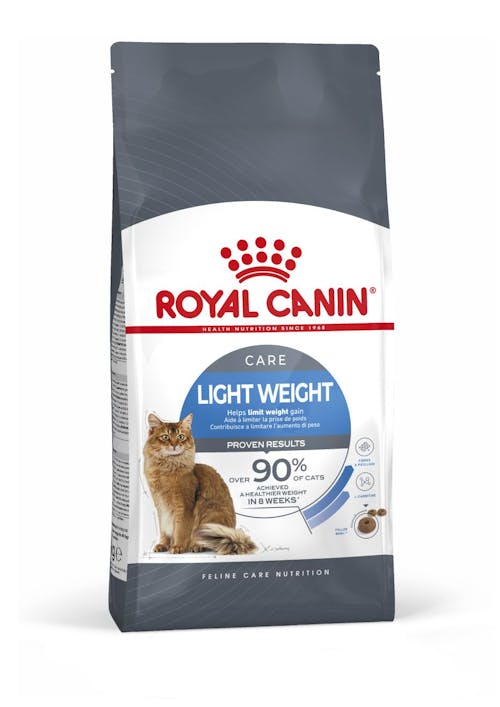 ROYAL CANIN®
HEALTH NUTRITION SINCE 1968
CARE
LIGHT WEIGHT
Helps limit weight gain
Aide à limiter la prise de poids
Contribuisce a limitare l'aumento di peso
PROVEN RESULTS
OVER 90% OF CATS
ACHIEVED
A HEALTHIER WEIGHT
IN 8 WEEKS*
L-CARNITINE
FELINE CARE NUTRITION